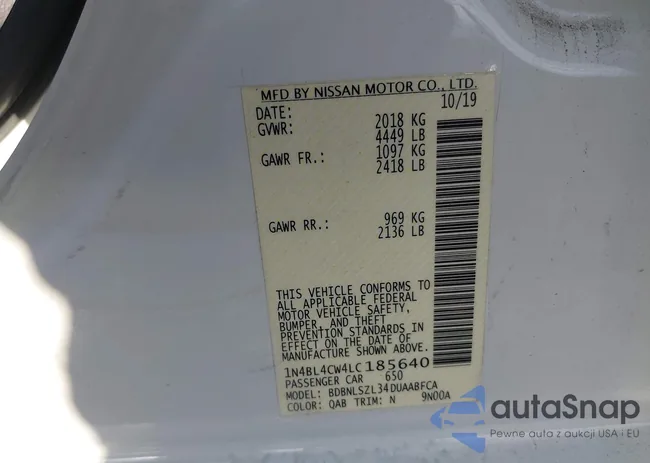 MFD BY NISSAN MOTOR CO., LTD.
DATE: 10/19
GVWR: 2018 KG
4449 LB
GAWR FR.: 1097 KG
2418 LB
GAWR RR.: 969 KG
2136 LB
THIS VEHICLE CONFORMS TO
ALL APPLICABLE FEDERAL
MOTOR VEHICLE SAFETY,
BUMPER, AND THEFT
PREVENTION STANDARDS IN
EFFECT ON THE DATE OF
MANUFACTURE SHOWN ABOVE.
1N4BL4CW4LC185640
PASSENGER CAR 650
MODEL: BDBNLSZL34DUAABFCA
COLOR: QAB TRIM: N 9N00A
autoSnap
Pewne auto z aukcji USA i EU